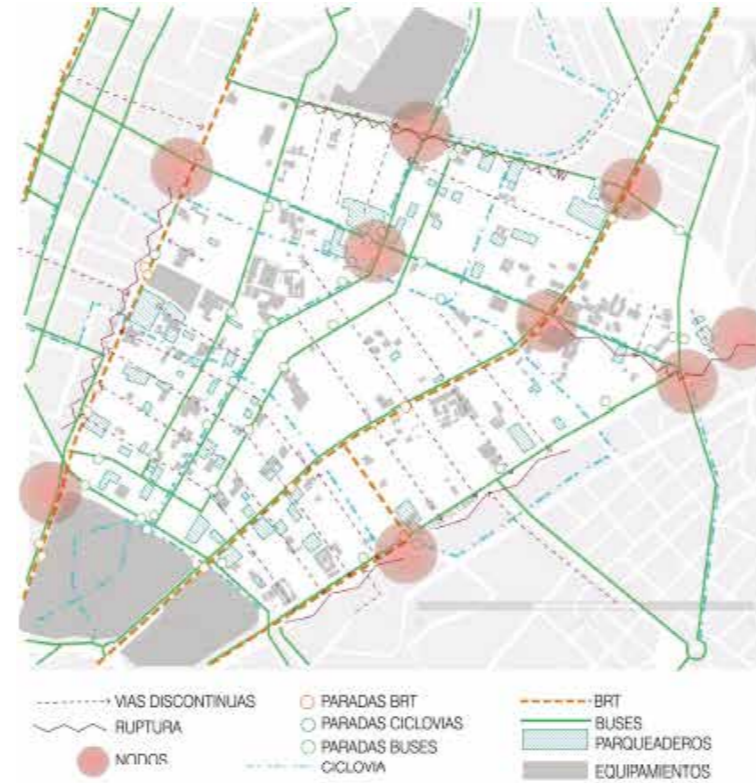 VIAS DISCONTINUAS
RUPTURA
NODOS
PARADAS BRT
PARADAS CICLOVIAS
PARADAS BUSES
CICLOVIA
BRT
BUSES
PARQUEADEROS
EQUIPAMIENTOS